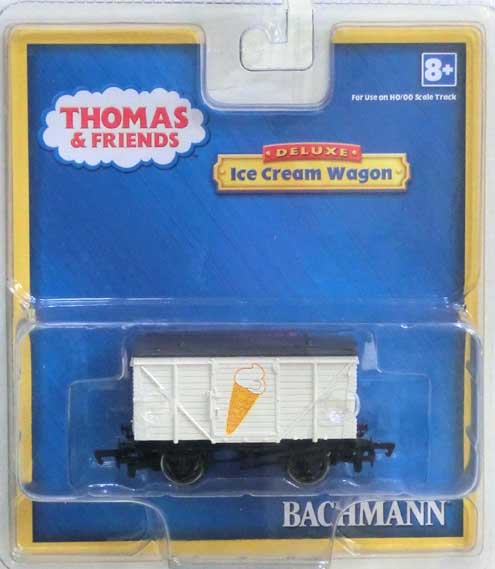 8+
For Use on HO/OO Scale Track
THOMAS
& FRIENDS
DELUXE
Ice Cream Wagon
BACHMANN